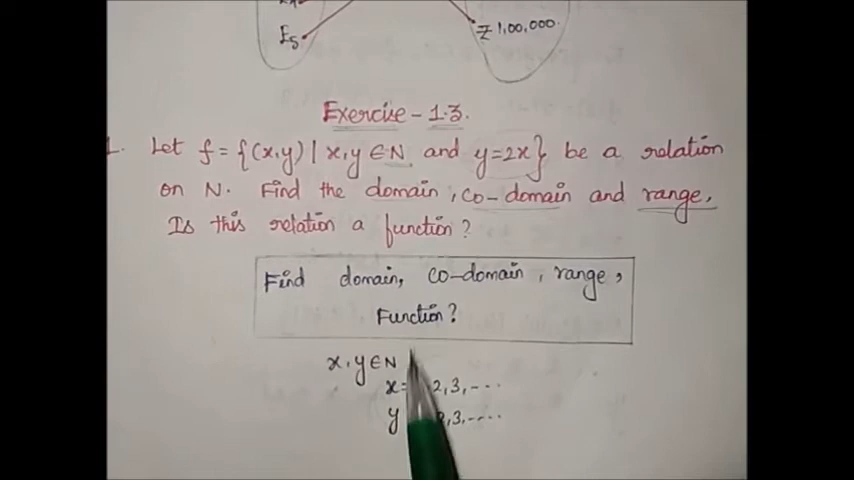 E5
₹1,00,000.
Exercise - 1.3.
1. Let f = {(x,y) | x,y ∈ N and y=2x} be a relation
on N. Find the domain, co-domain and range.
Is this relation a function?
Find domain, co-domain, range,
Function?
x,y ∈ N
x= 2,3,----
y ,3,----